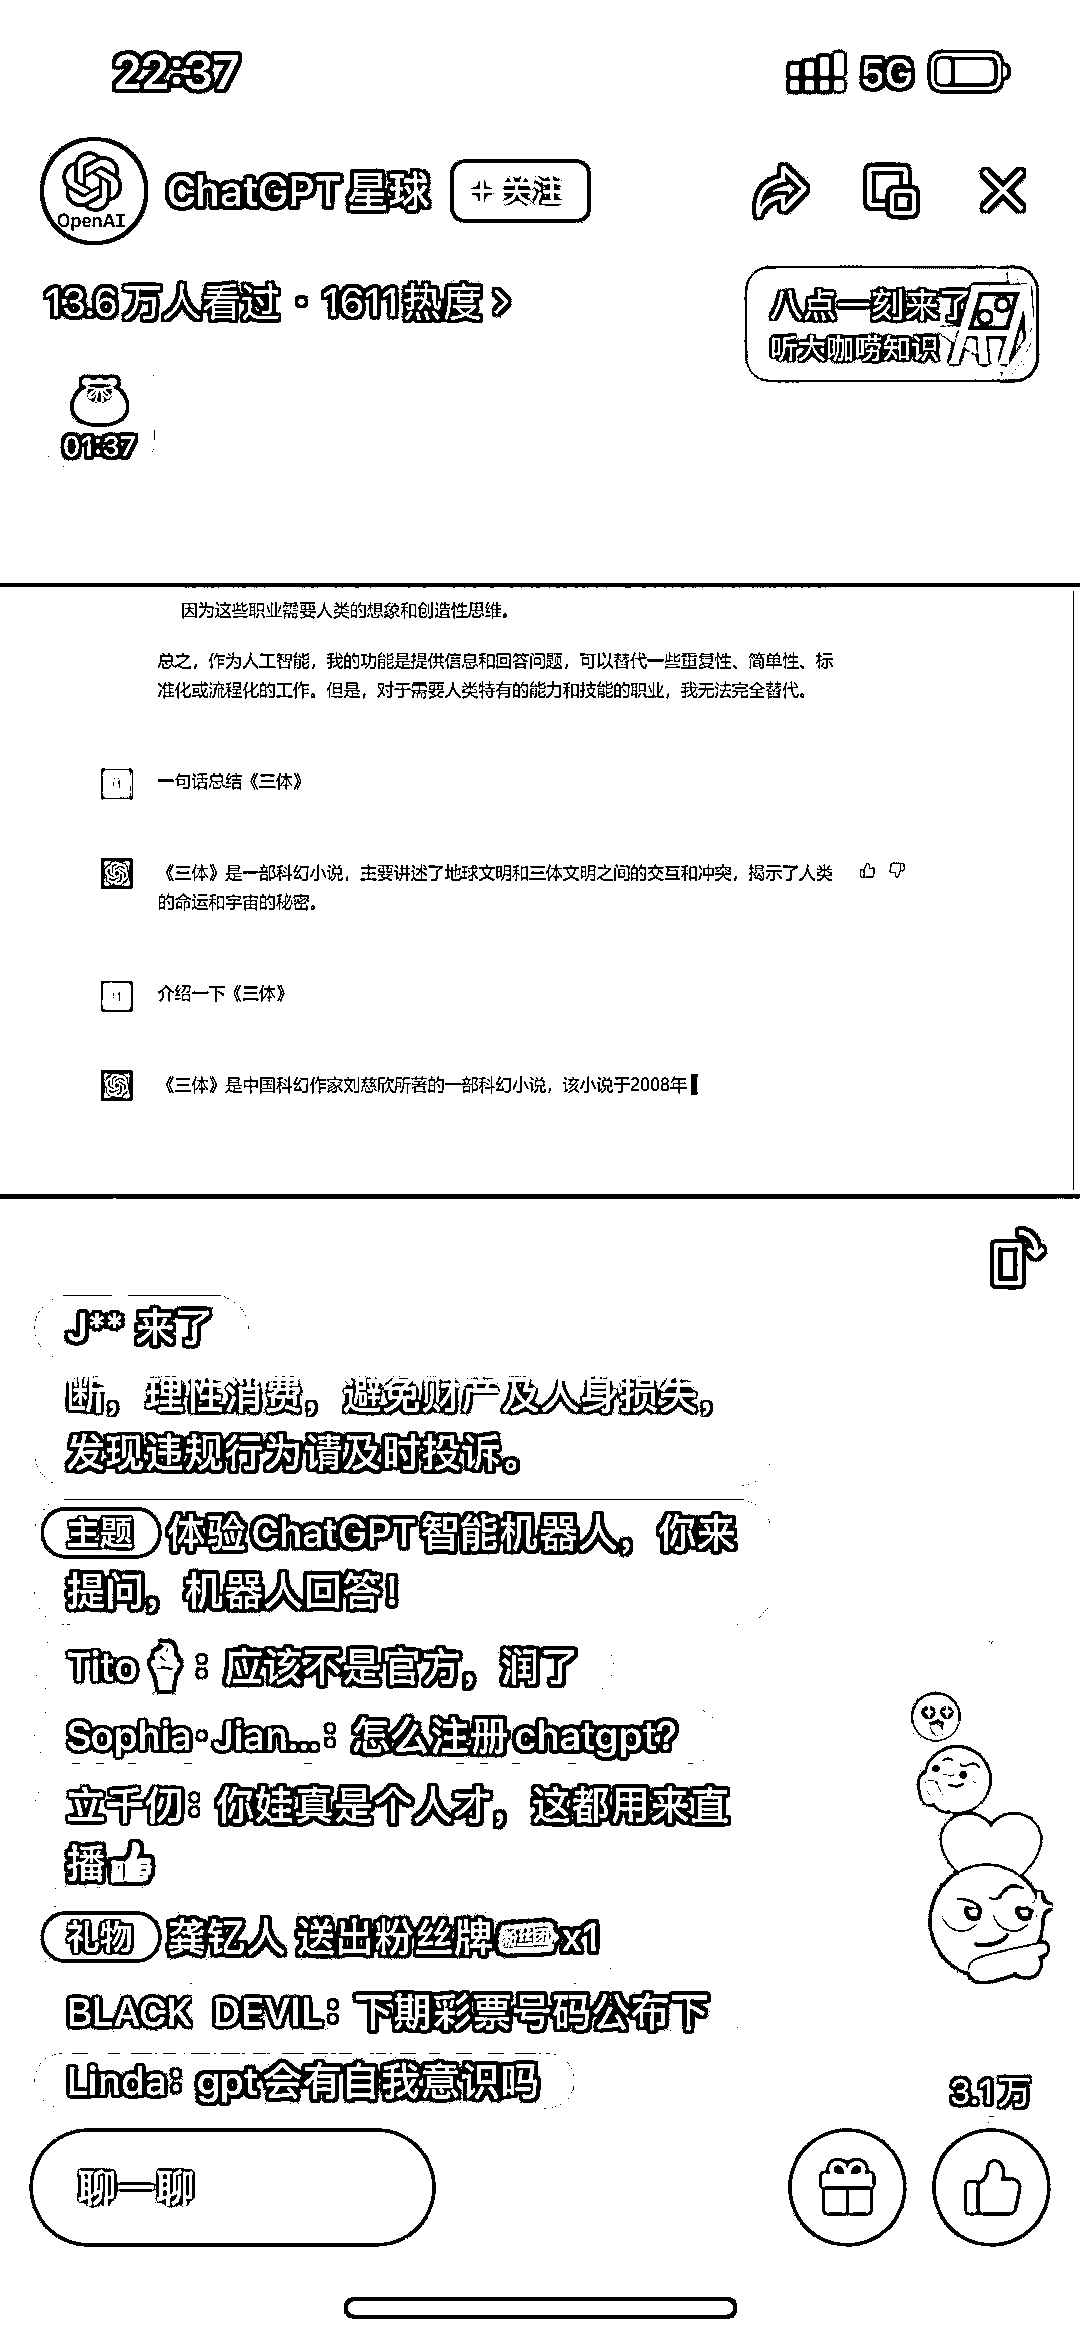 22:37 5G
OpenAI
ChatGPT星球 + 关注
13.6万人看过 · 1611热度 >
八点一刻来了
听大咖唠知识
01:37
因为这些职业需要人类的想象和创造性思维。
总之，作为人工智能，我的功能是提供信息和回答问题，可以替代一些重复性、简单性、标
准化或流程化的工作。但是，对于需要人类特有的能力和技能的职业，我无法完全替代。
一句话总结《三体》
《三体》是一部科幻小说，主要讲述了地球文明和三体文明之间的交互和冲突，揭示了人类
的命运和宇宙的秘密。
介绍一下《三体》
《三体》是中国科幻作家刘慈欣所著的一部科幻小说，该小说于2008年
J** 来了
断，理性消费，避免财产及人身损失，
发现违规行为请及时投诉。
主题 体验ChatGPT智能机器人，你来
提问，机器人回答！
Tito：应该不是官方，润了
Sophia·Jian...：怎么注册chatgpt?
立千仞：你娃真是个人才，这都用来直
播
礼物 龚钇人 送出粉丝牌 x1
BLACK DEVIL：下期彩票号码公布下
Linda：gpt会有自我意识吗
3.1万
聊一聊